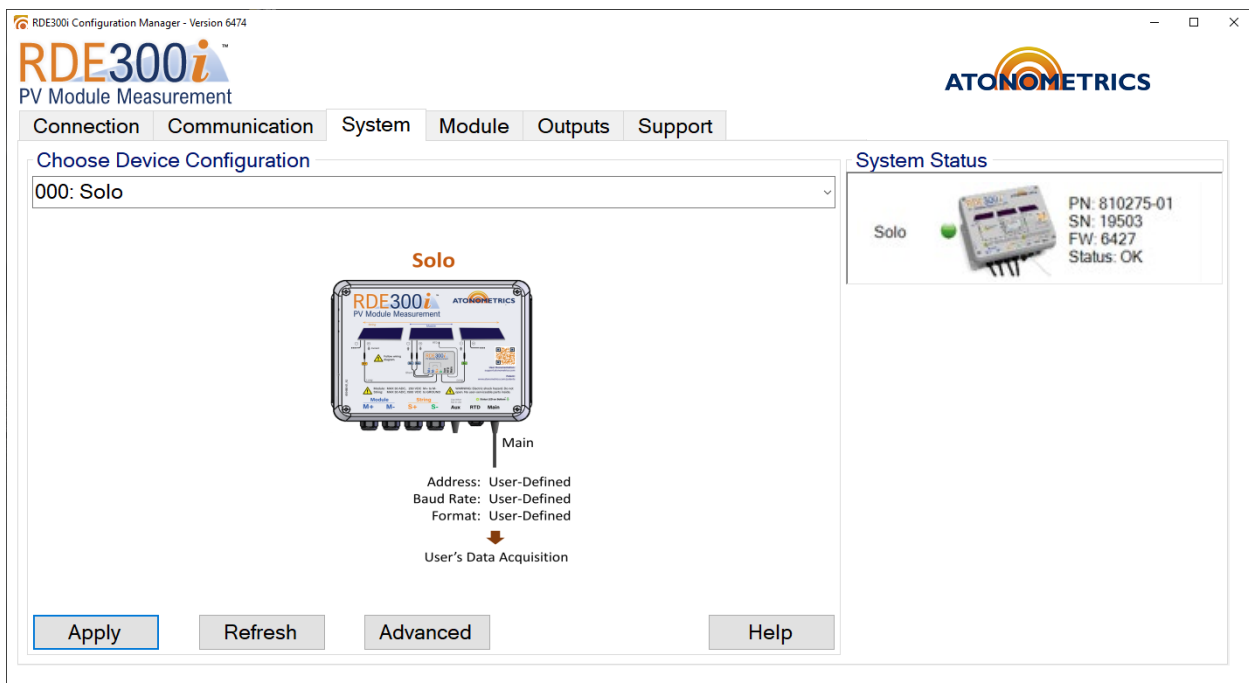 RDE300i Configuration Manager - Version 6474
RDE300i™
PV Module Measurement
ATONOMETRICS
Connection Communication System Module Outputs Support
Choose Device Configuration
000: Solo
Solo
RDE300i
PV Module Measurement
ATONOMETRICS
Module String
M+ M- S+ S- Aux RTD Main
Main
Address: User-Defined
Baud Rate: User-Defined
Format: User-Defined
User's Data Acquisition
Apply Refresh Advanced Help
System Status
Solo
RDE300i
PN: 810275-01
SN: 19503
FW: 6427
Status: OK